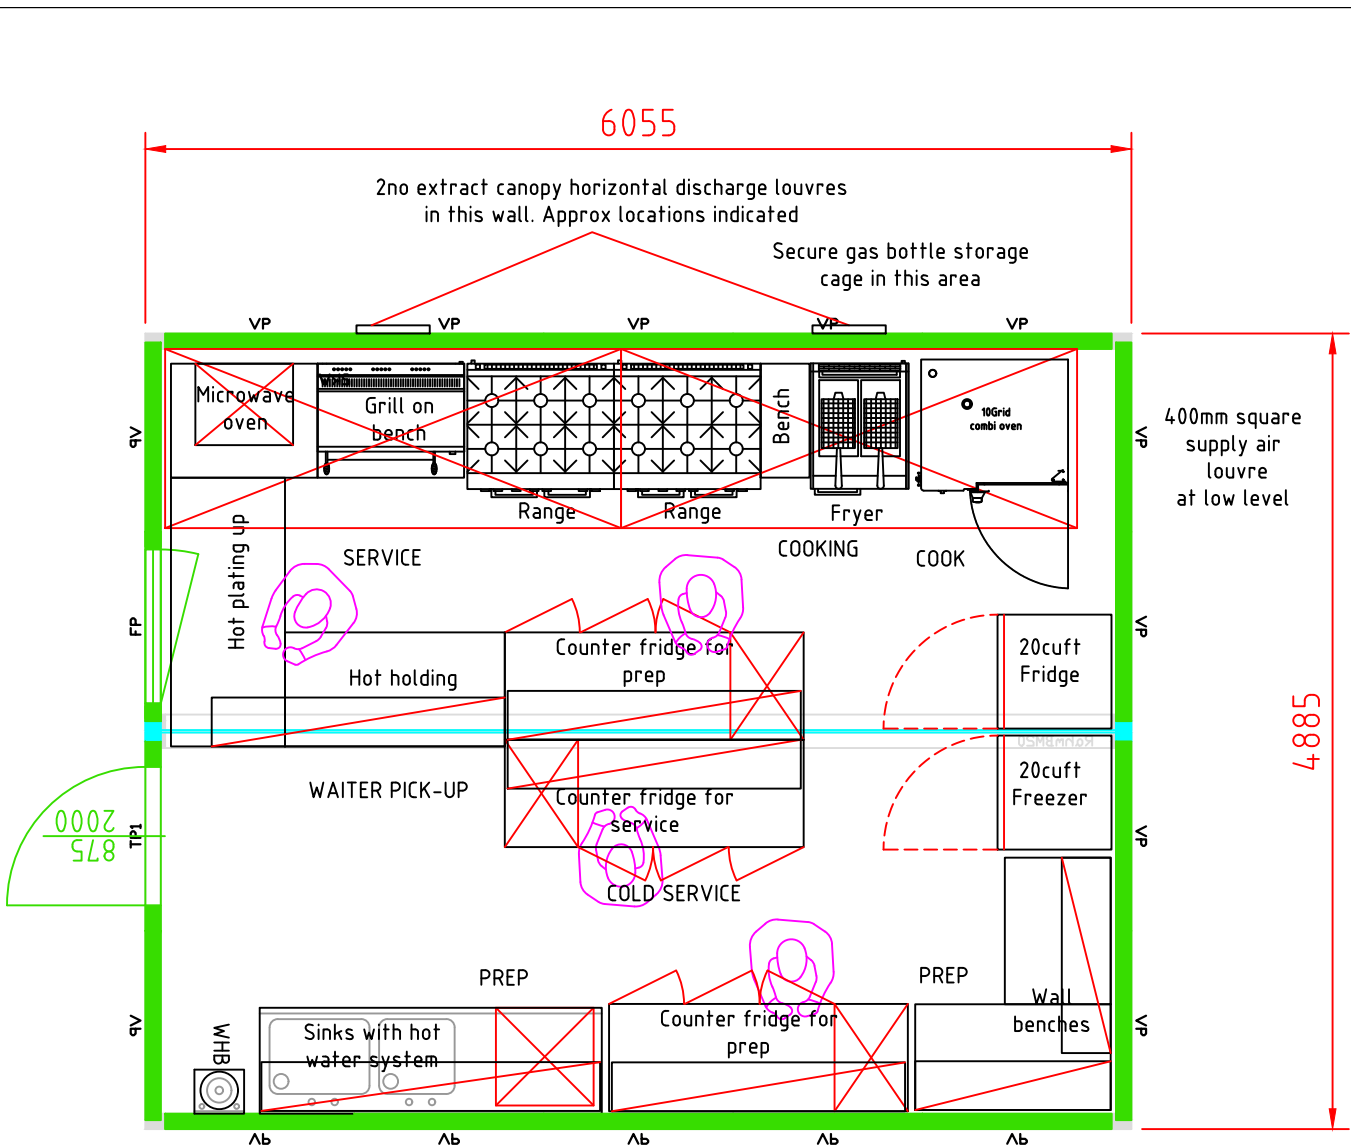 6055
2no extract canopy horizontal discharge louvres
in this wall. Approx locations indicated
Secure gas bottle storage
cage in this area
VP
VP
VP
VP
VP
Microwave
oven
Grill on
bench
Bench
10Grid
combi oven
VP
VP
400mm square
supply air
louvre
at low level
Range
Range
Fryer
Hot plating up
SERVICE
COOKING
COOK
FP
VP
Counter fridge for
prep
20cuft
Fridge
Hot holding
4885
20cuft
Freezer
WAITER PICK-UP
Counter fridge for
service
2000
875
TP1
VP
COLD SERVICE
PREP
PREP
Wall
benches
VP
VP
WHB
Sinks with hot
water system
Counter fridge for
prep
VP
VP
VP
VP
VP